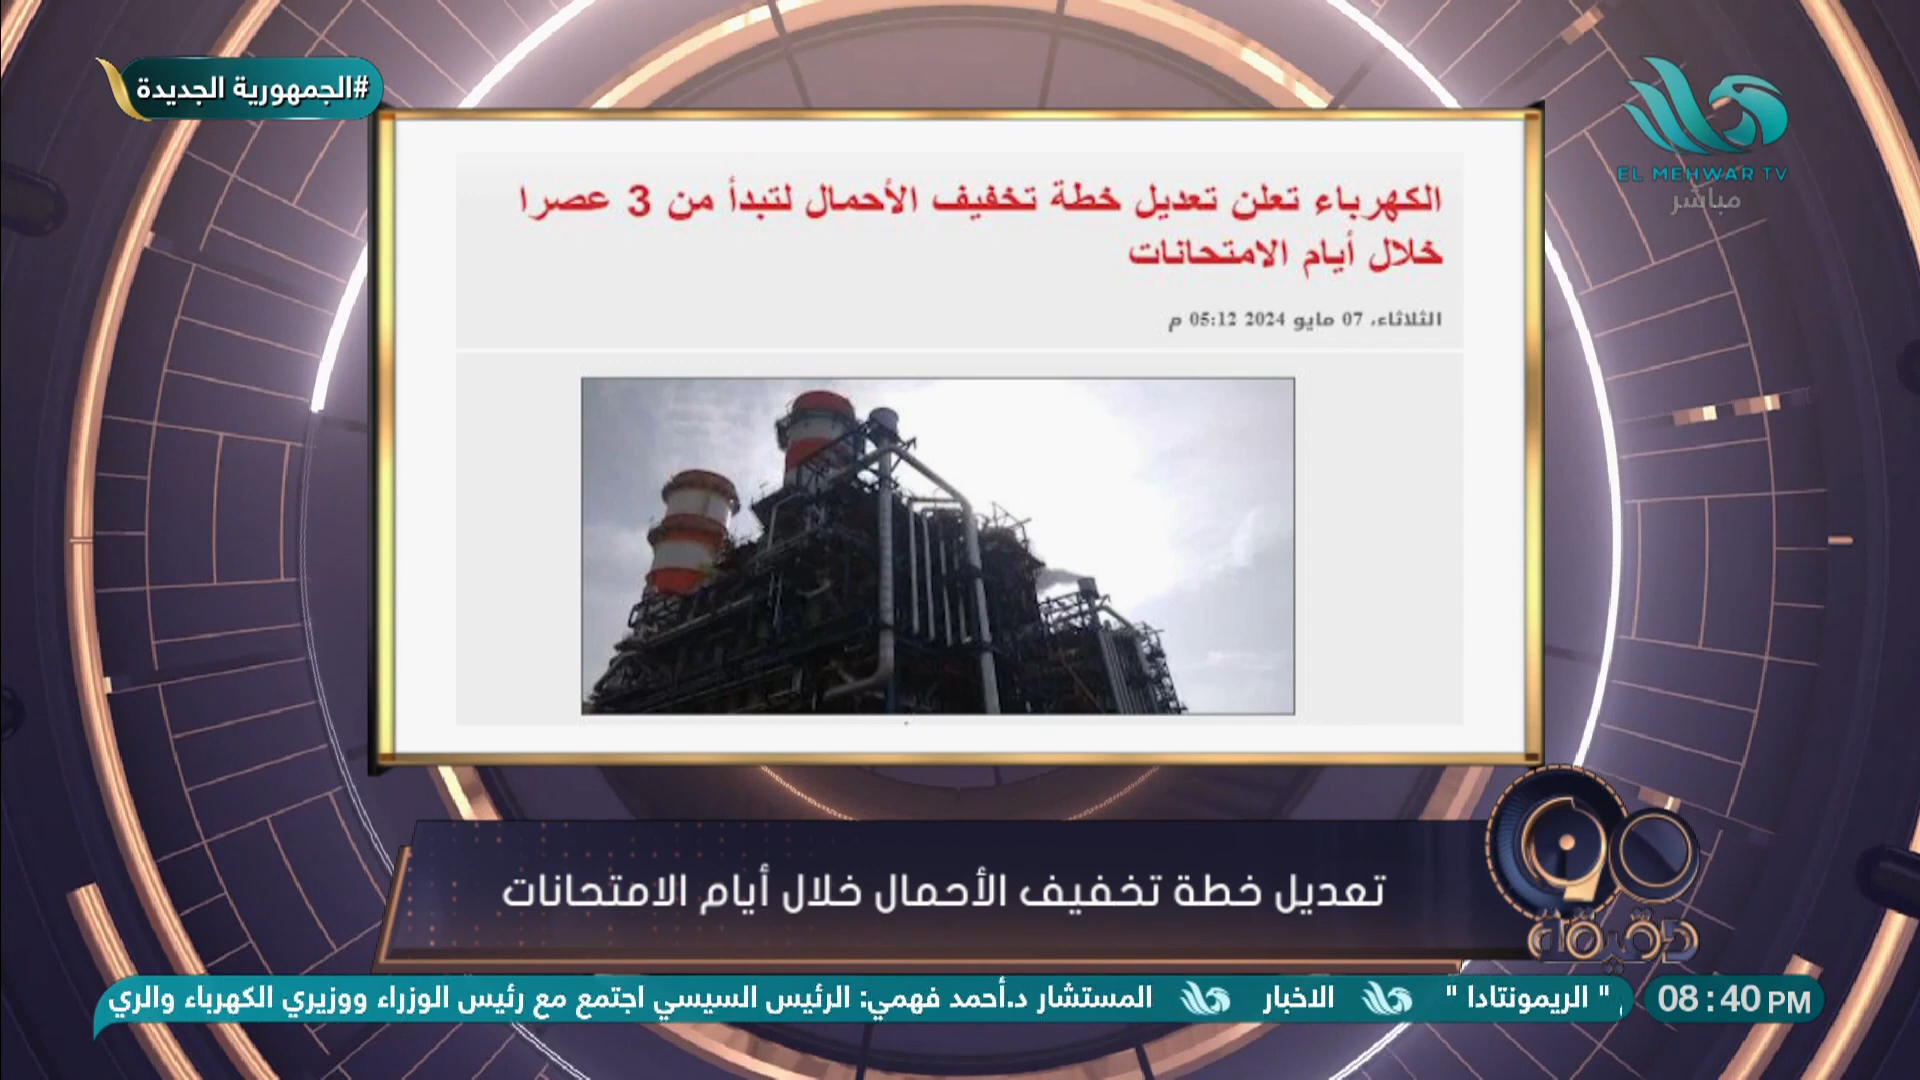 #الجمهورية الجديدة
EL MEHWAR TV
مباشر
الكهرباء تعلن تعديل خطة تخفيف الأحمال لتبدأ من 3 عصرا
خلال أيام الامتحانات
الثلاثاء، 07 مايو 2024 05:12 م
تعديل خطة تخفيف الأحمال خلال أيام الامتحانات
90
دقيقة
" الريمونتادا " الاخبار المستشار د.أحمد فهمي: الرئيس السيسي اجتمع مع رئيس الوزراء ووزيري الكهرباء والري
08:40 PM